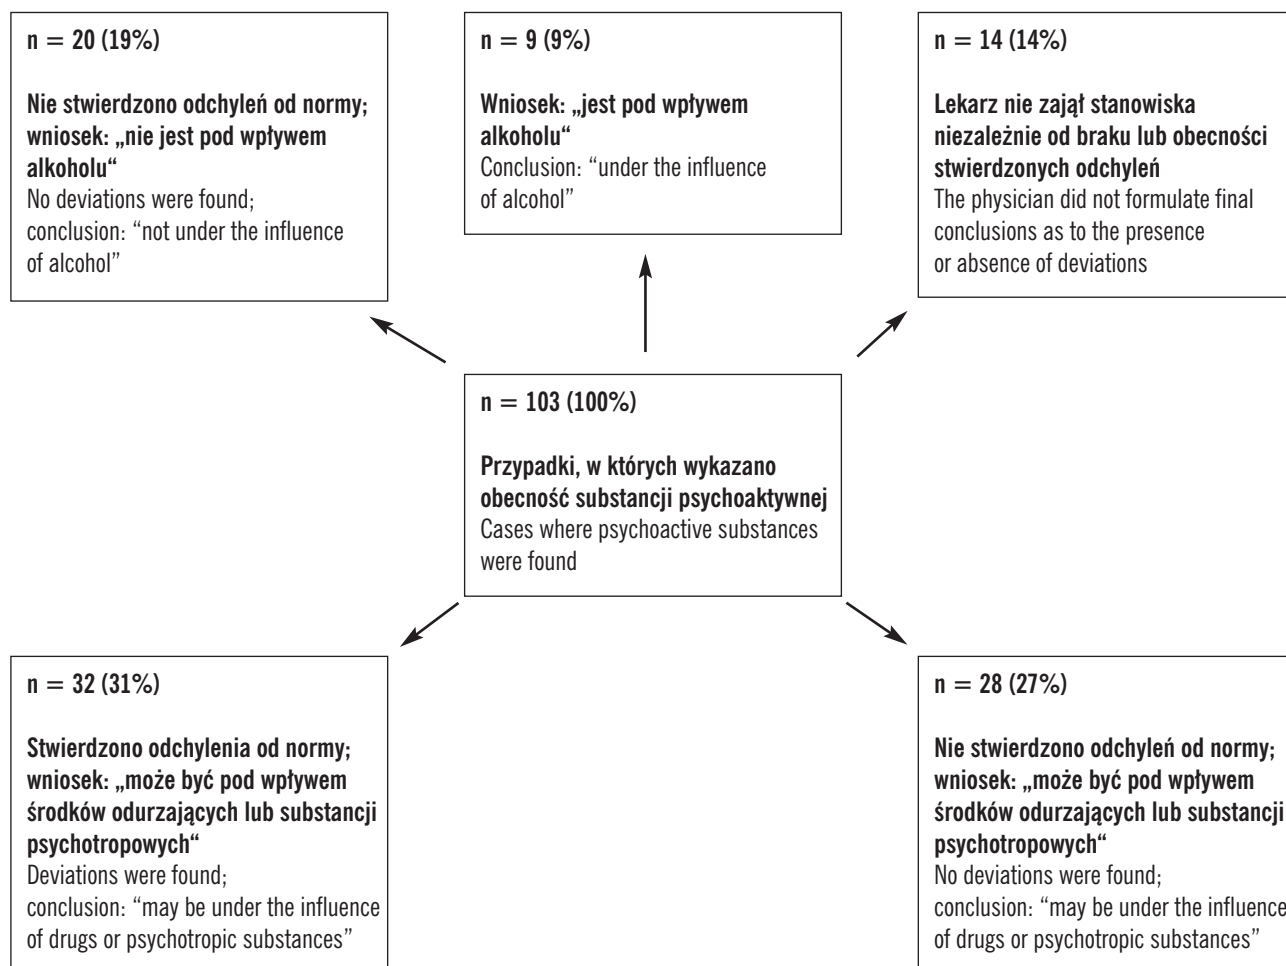 n = 20 (19%)
Nie stwierdzono odchyleń od normy;
wniosek: „nie jest pod wpływem
alkoholu“
No deviations were found;
conclusion: “not under the influence
of alcohol”
n = 9 (9%)
Wniosek: „jest pod wpływem
alkoholu“
Conclusion: “under the influence
of alcohol”
n = 14 (14%)
Lekarz nie zajął stanowiska
niezależnie od braku lub obecności
stwierdzonych odchyleń
The physician did not formulate final
conclusions as to the presence
or absence of deviations
n = 103 (100%)
Przypadki, w których wykazano
obecność substancji psychoaktywnej
Cases where psychoactive substances
were found
n = 32 (31%)
Stwierdzono odchylenia od normy;
wniosek: „może być pod wpływem
środków odurzających lub substancji
psychotropowych“
Deviations were found;
conclusion: “may be under the influence
of drugs or psychotropic substances”
n = 28 (27%)
Nie stwierdzono odchyleń od normy;
wniosek: „może być pod wpływem
środków odurzających lub substancji
psychotropowych“
No deviations were found;
conclusion: “may be under the influence
of drugs or psychotropic substances”